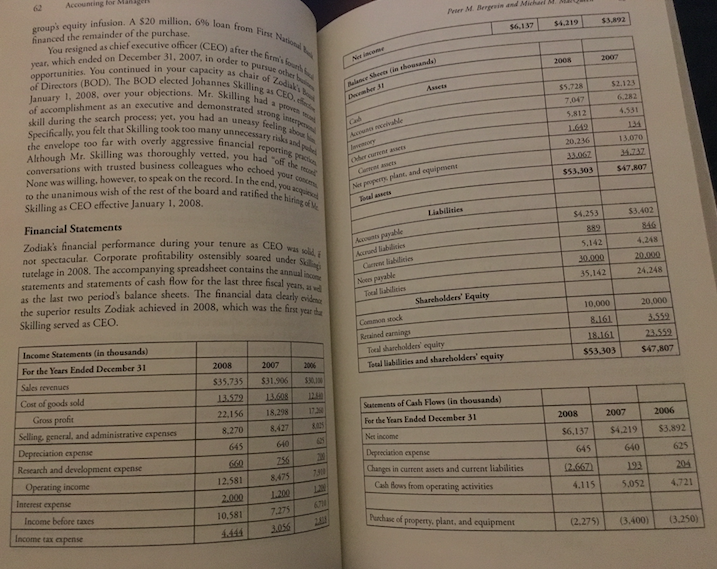 62 Accounting for Managers
group's equity infusion. A $20 million, 6% loan from First National Bank
financed the remainder of the purchase.
You resigned as chief executive officer (CEO) after the firm's fourth fiscal
year, which ended on December 31, 2007, in order to pursue other business
opportunities. You continued in your capacity as chair of Zodiak's Board
of Directors (BOD). The BOD elected Johannes Skilling as CEO, effective
January 1, 2008, over your objections. Mr. Skilling had a proven record
of accomplishment as an executive and demonstrated strong interpersonal
skill during the search process; yet, you had an uneasy feeling about him.
Specifically, you felt that Skilling took too many unnecessary risks and pushed
the envelope too far with overly aggressive financial reporting practices.
Although Mr. Skilling was thoroughly vetted, you had "off the record"
conversations with trusted business colleagues who echoed your concerns.
None was willing, however, to speak on the record. In the end, you acquiesced
to the unanimous wish of the rest of the board and ratified the hiring of Mr.
Skilling as CEO effective January 1, 2008.
Financial Statements
Zodiak's financial performance during your tenure as CEO was solid, if
not spectacular. Corporate profitability ostensibly soared under Skilling's
tutelage in 2008. The accompanying spreadsheet contains the annual income
statements and statements of cash flow for the last three fiscal years, as well
as the last two period's balance sheets. The financial data clearly evidence
the superior results Zodiak achieved in 2008, which was the first year that
Skilling served as CEO.
Income Statements (in thousands)
For the Years Ended December 31 2008 2007 2006
Sales revenues $35,735 $31,906
Cost of goods sold 13,579 13,608
Gross profit 22,156 18,298
Selling, general, and administrative expenses 8,270 8,427
Depreciation expense 645 640 625
Research and development expense 660 756
Operating income 12,581 8,475
Interest expense 2,000 1,200
Income before taxes 10,581 7,275
Income tax expense 4,444 3,056
Peter M. Bergevin and Michael M.
Net income $6,137 $4,219 $3,892
Balance Sheets (in thousands)
December 31 2008 2007
Assets
Cash $5,728 $2,123
Accounts receivable 7,047 6,282
Inventory 5,812 4,531
Other current assets 1,649 134
Current assets 20,236 13,070
Net property, plant, and equipment 33,067 34,737
Total assets $53,303 $47,807
Liabilities
Accounts payable $4,253 $3,402
Accrued liabilities 889 846
Current liabilities 5,142 4,248
Notes payable 30,000 20,000
Total liabilities 35,142 24,248
Shareholders' Equity
Common stock 10,000 20,000
Retained earnings 8,161 3,559
Total shareholders' equity 18,161 23,559
Total liabilities and shareholders' equity $53,303 $47,807
Statements of Cash Flows (in thousands)
For the Years Ended December 31 2008 2007 2006
Net income $6,137 $4,219 $3,892
Depreciation expense 645 640 625
Changes in current assets and current liabilities (2,667) 193 204
Cash flows from operating activities 4,115 5,052 4,721
Purchase of property, plant, and equipment (2,275) (3,400) (3,250)